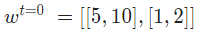 w^{t=0} = [[5, 10], [1, 2]]